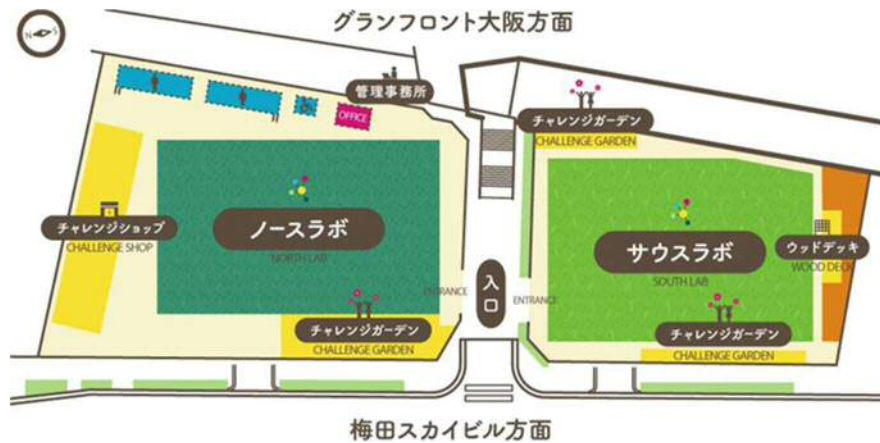 グランフロント大阪方面
N S
管理事務所
OFFICE
チャレンジガーデン
CHALLENGE GARDEN
チャレンジショップ
CHALLENGE SHOP
ノースラボ
NORTH LAB
サウスラボ
SOUTH LAB
ウッドデッキ
WOOD DECK
入口
ENTRANCE
ENTRANCE
チャレンジガーデン
CHALLENGE GARDEN
チャレンジガーデン
CHALLENGE GARDEN
梅田スカイビル方面